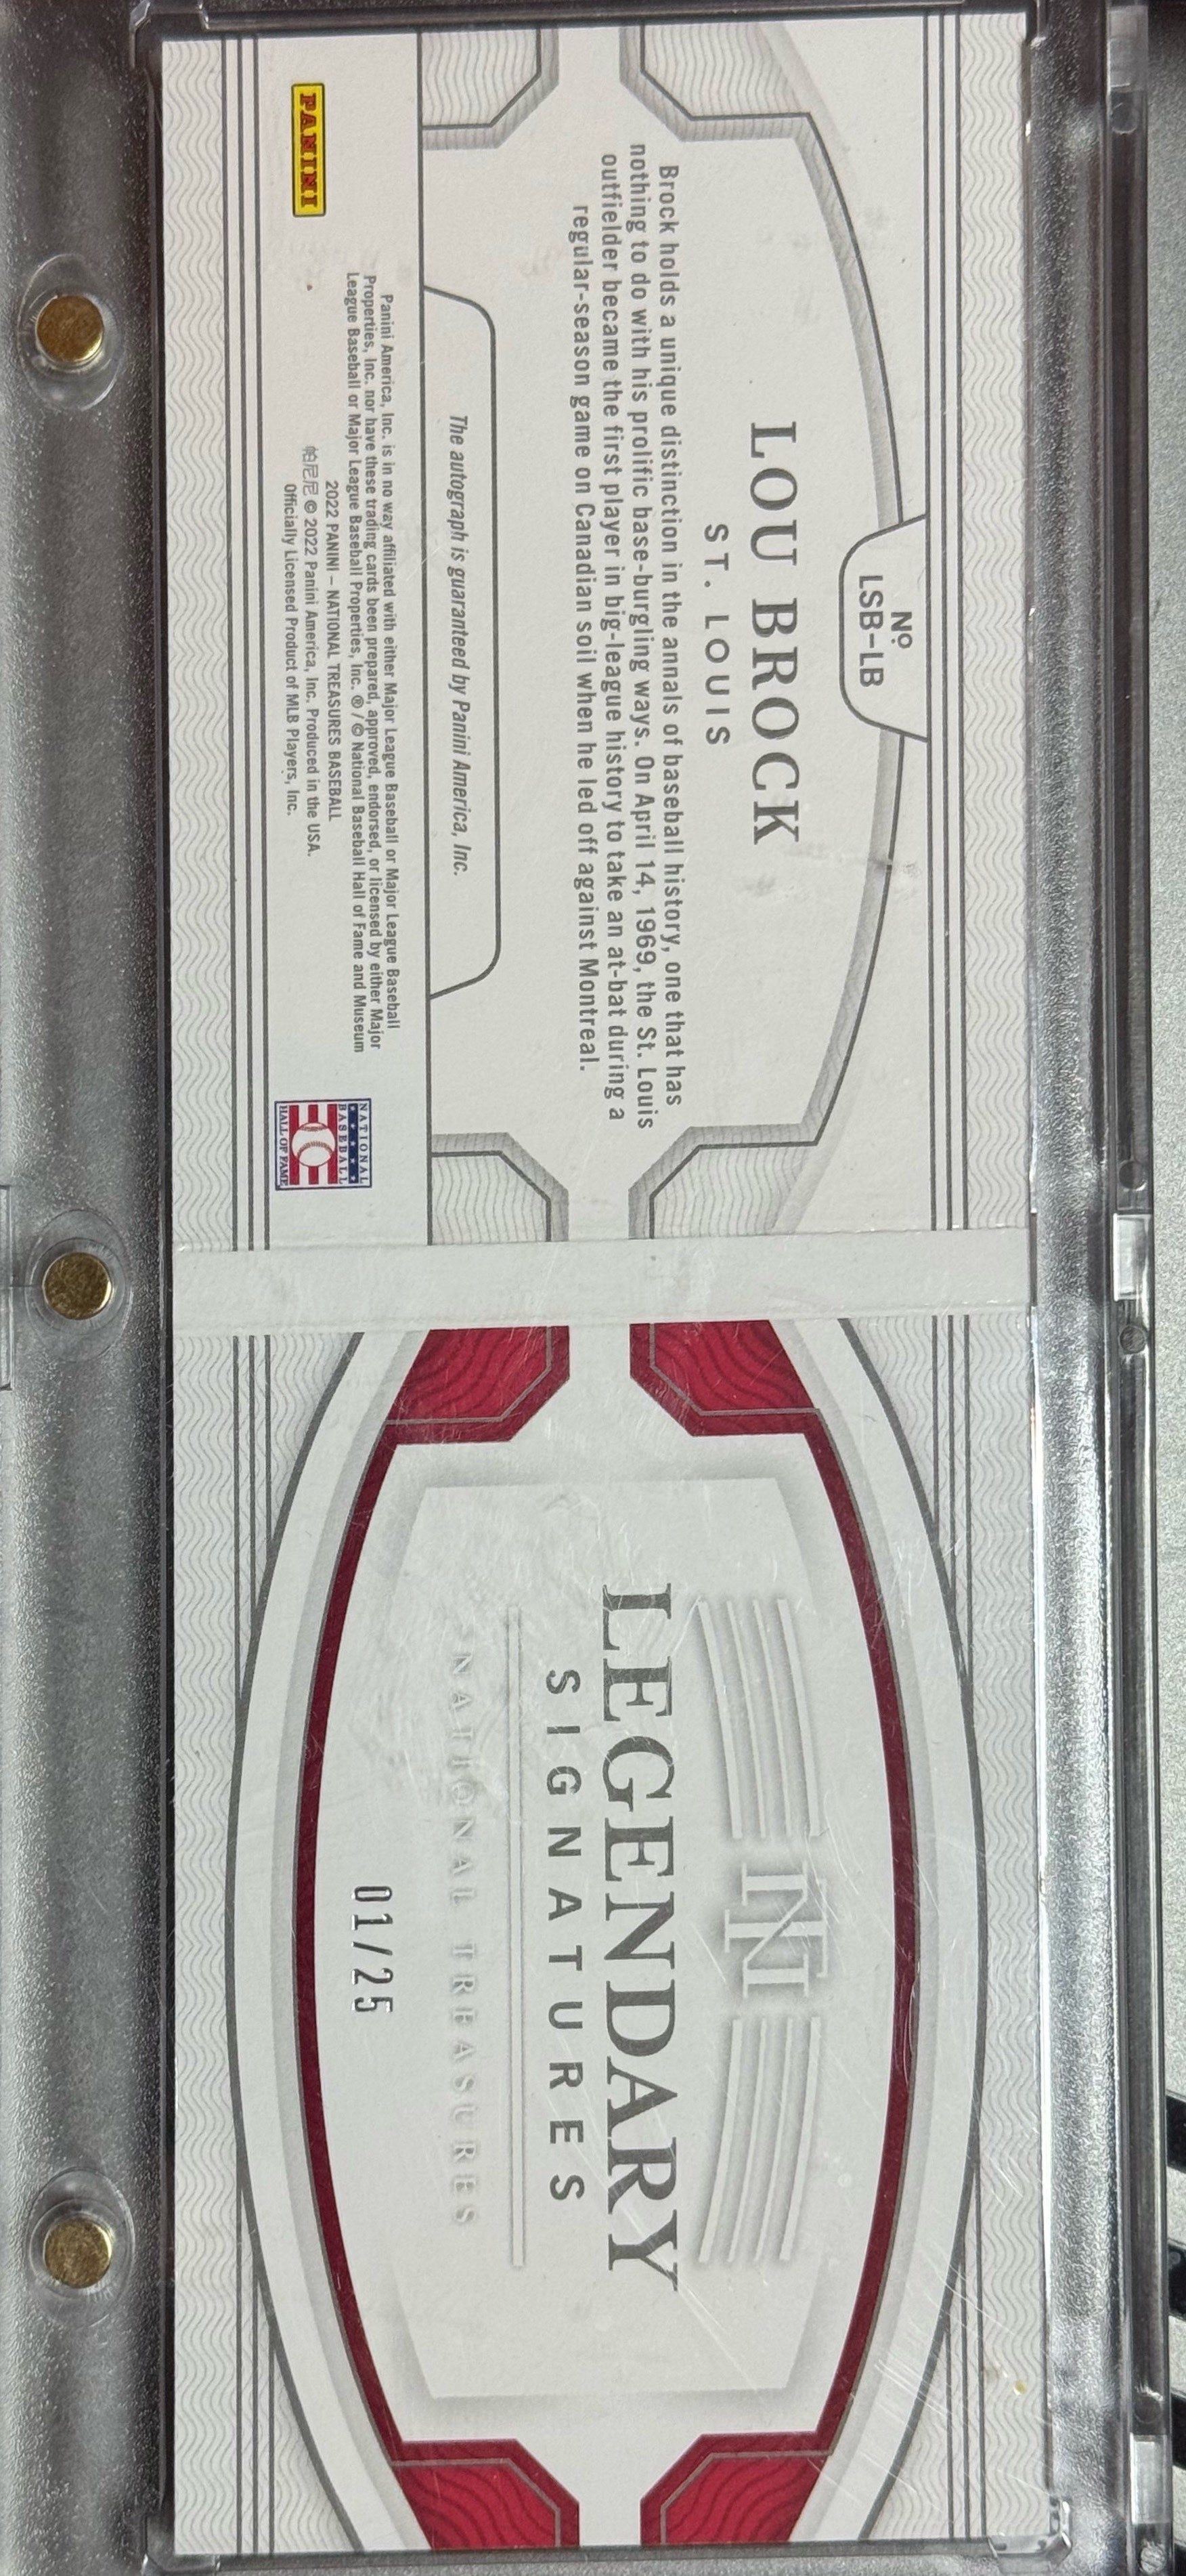 Nº
LSB-LB
LOU BROCK
ST. LOUIS
Brock holds a unique distinction in the annals of baseball history, one that has
nothing to do with his prolific base-burgling ways. On April 14, 1969, the St. Louis
outfielder became the first player in big-league history to take an at-bat during a
regular-season game on Canadian soil when he led off against Montreal.
The autograph is guaranteed by Panini America, Inc.
Panini America, Inc. is in no way affiliated with either Major League Baseball or Major League Baseball
Properties, Inc. nor have these trading cards been prepared, approved, endorsed, or licensed by either Major
League Baseball or Major League Baseball Properties, Inc. ® / © National Baseball Hall of Fame and Museum
2022 PANINI – NATIONAL TREASURES BASEBALL
帕尼尼 © 2022 Panini America, Inc. Produced in the USA.
Officially Licensed Product of MLB Players, Inc.
PANINI
NATIONAL
BASEBALL
HALL OF FAME
NT
LEGENDARY
SIGNATURES
NATIONAL TREASURES
01/25